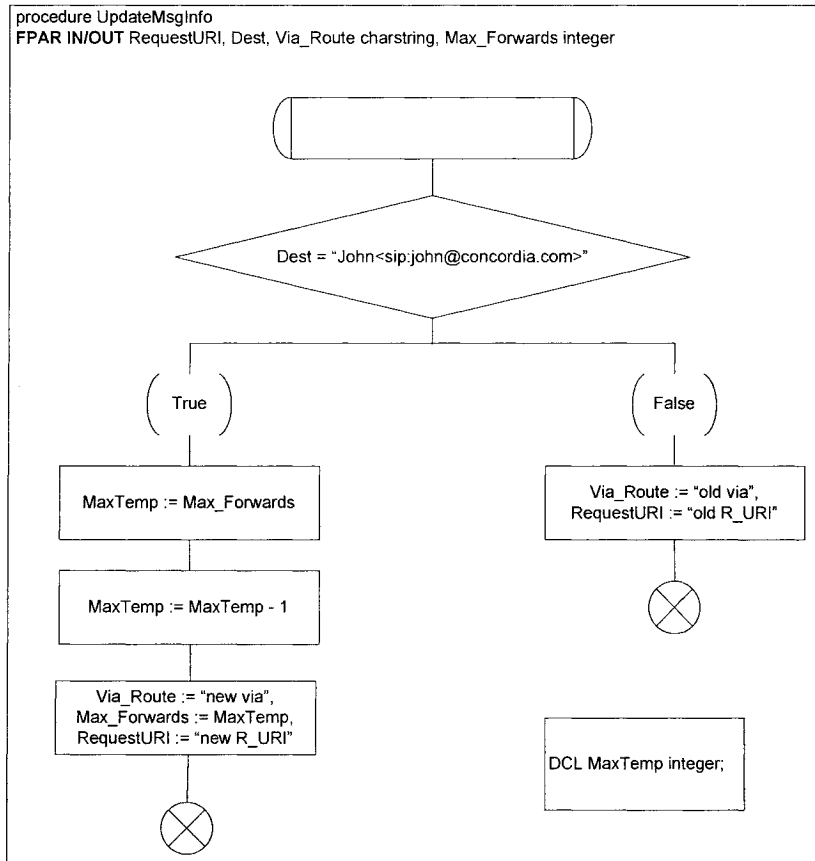 procedure UpdateMsgInfo
FPAR IN/OUT RequestURI, Dest, Via_Route charstring, Max_Forwards integer
Dest = “John<sip:john@concordia.com>”
True
False
MaxTemp := Max_Forwards
Via_Route := “old via”,
RequestURI := “old R_URI”
MaxTemp := MaxTemp - 1
Via_Route := “new via”,
Max_Forwards := MaxTemp,
RequestURI := “new R_URI”
DCL MaxTemp integer;